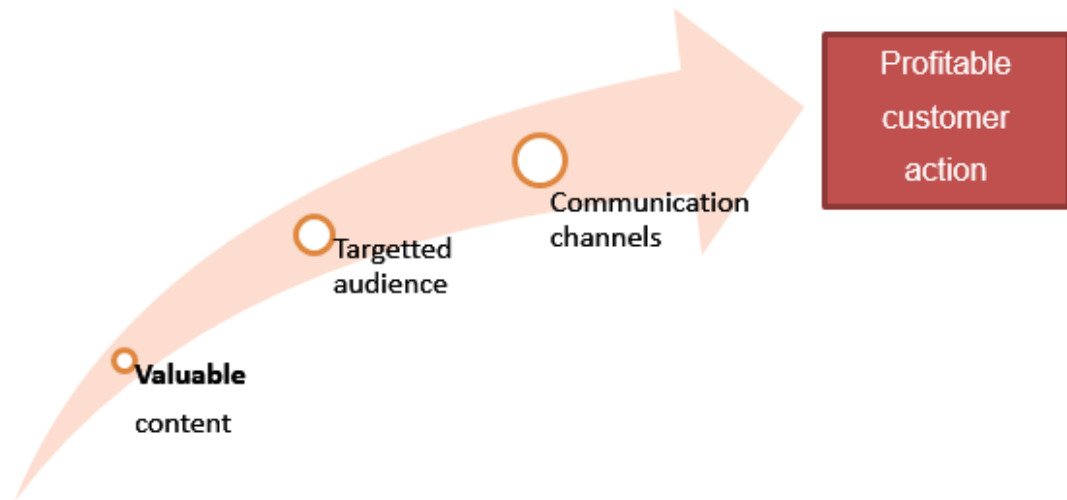 Profitable
customer
action
Communication
channels
Targetted
audience
Valuable
content